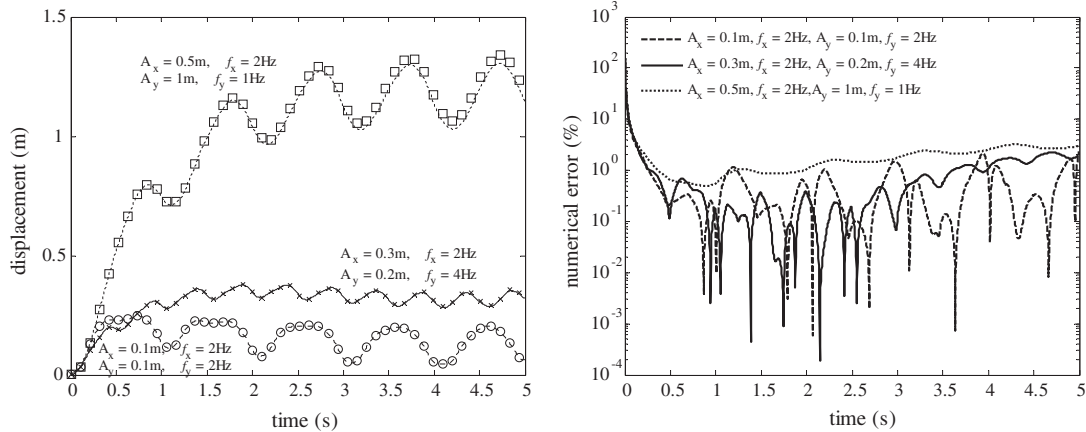 1.5
1
0.5
0
displacement (m)
A_x = 0.5m, f_x = 2Hz
A_y = 1m, f_y = 1Hz
A_x = 0.3m, f_x = 2Hz
A_y = 0.2m, f_y = 4Hz
A_x = 0.1m, f_x = 2Hz
A_y = 0.1m, f_y = 2Hz
0 0.5 1 1.5 2 2.5 3 3.5 4 4.5 5
time (s)
10^3
10^2
10^1
10^0
10^-1
10^-2
10^-3
10^-4
numerical error (%)
A_x = 0.1m, f_x = 2Hz, A_y = 0.1m, f_y = 2Hz
A_x = 0.3m, f_x = 2Hz, A_y = 0.2m, f_y = 4Hz
A_x = 0.5m, f_x = 2Hz,A_y = 1m, f_y = 1Hz
0 0.5 1 1.5 2 2.5 3 3.5 4 4.5 5
time (s)